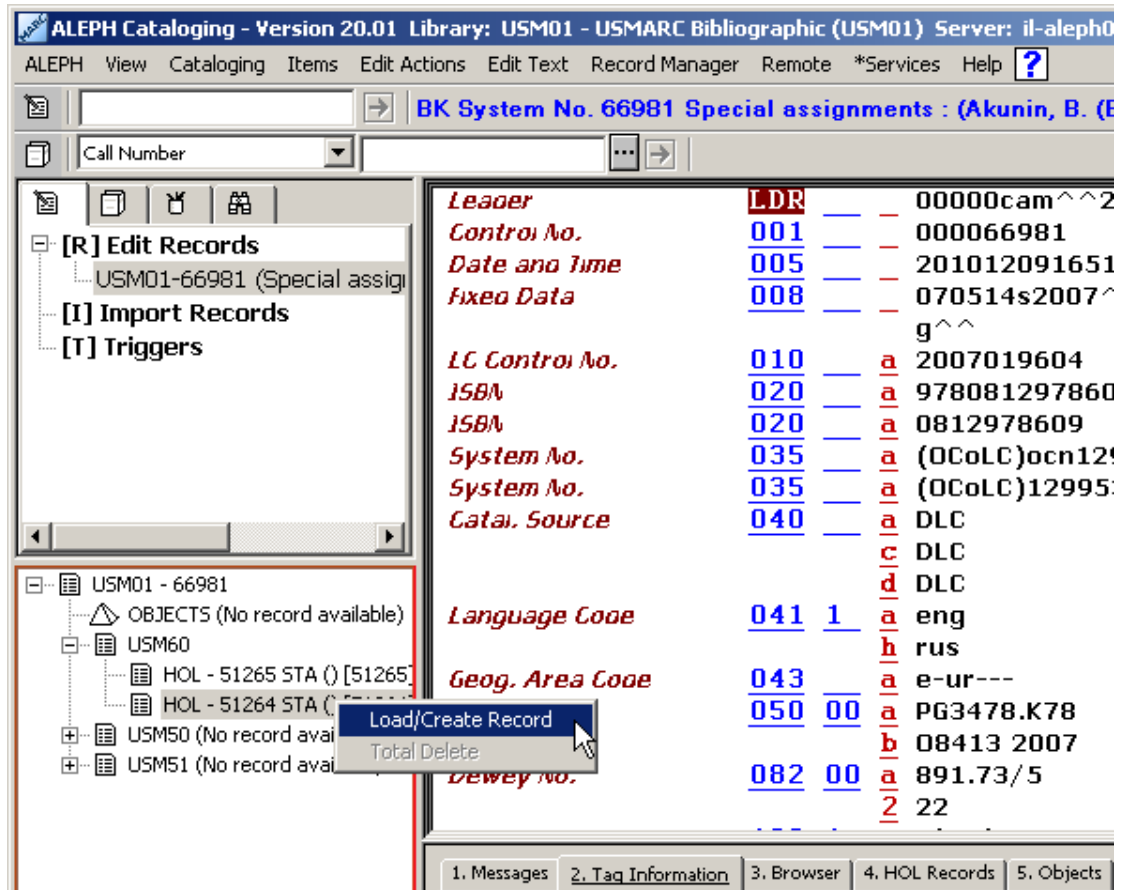 ALEPH Cataloging - Version 20.01 Library: USM01 - USMARC Bibliographic (USM01) Server: il-aleph0
ALEPH View Cataloging Items Edit Actions Edit Text Record Manager Remote *Services Help ?
BK System No. 66981 Special assignments : (Akunin, B. (B
Call Number ...
[R] Edit Records
USM01-66981 (Special assign
[I] Import Records
[T] Triggers
USM01 - 66981
OBJECTS (No record available)
USM60
HOL - 51265 STA () [51265]
HOL - 51264 STA ()
USM50 (No record avai
USM51 (No record avai
Load/Create Record
Total Delete
Leader LDR 00000cam^^2
Control No. 001 000066981
Date and Time 005 201012091651
Fixed Data 008 070514s2007^
g^^
LC Control No. 010 a 2007019604
ISBN 020 a 978081297860
ISBN 020 a 0812978609
System No. 035 a (OCoLC)ocn129
System No. 035 a (OCoLC)12995
Catal. Source 040 a DLC
c DLC
d DLC
Language Code 041 1 a eng
h rus
Geog. Area Code 043 a e-ur---
050 00 a PG3478.K78
b O8413 2007
Dewey No. 082 00 a 891.73/5
2 22
1. Messages 2. Tag Information 3. Browser 4. HOL Records 5. Objects